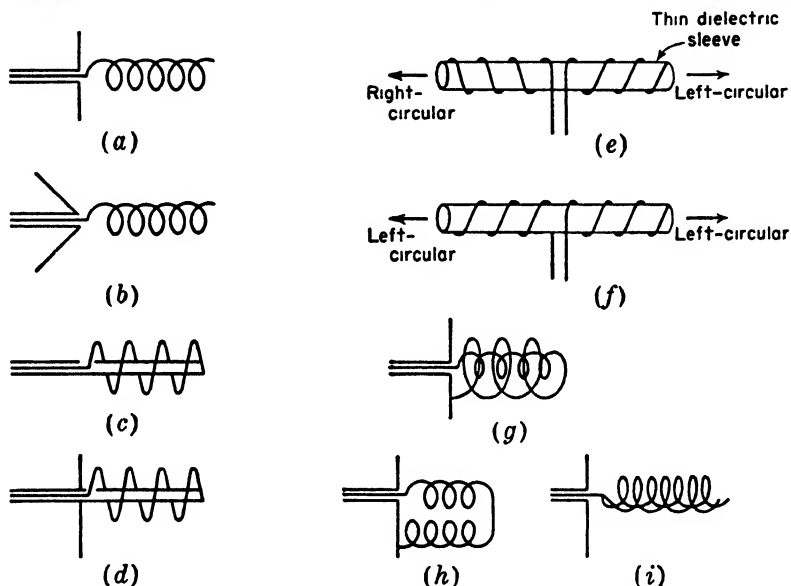 (a)
Thin dielectric
sleeve
Right-
circular
Left-circular
(e)
(b)
Left-
circular
Left-circular
(f)
(c)
(g)
(d)
(h)
(i)